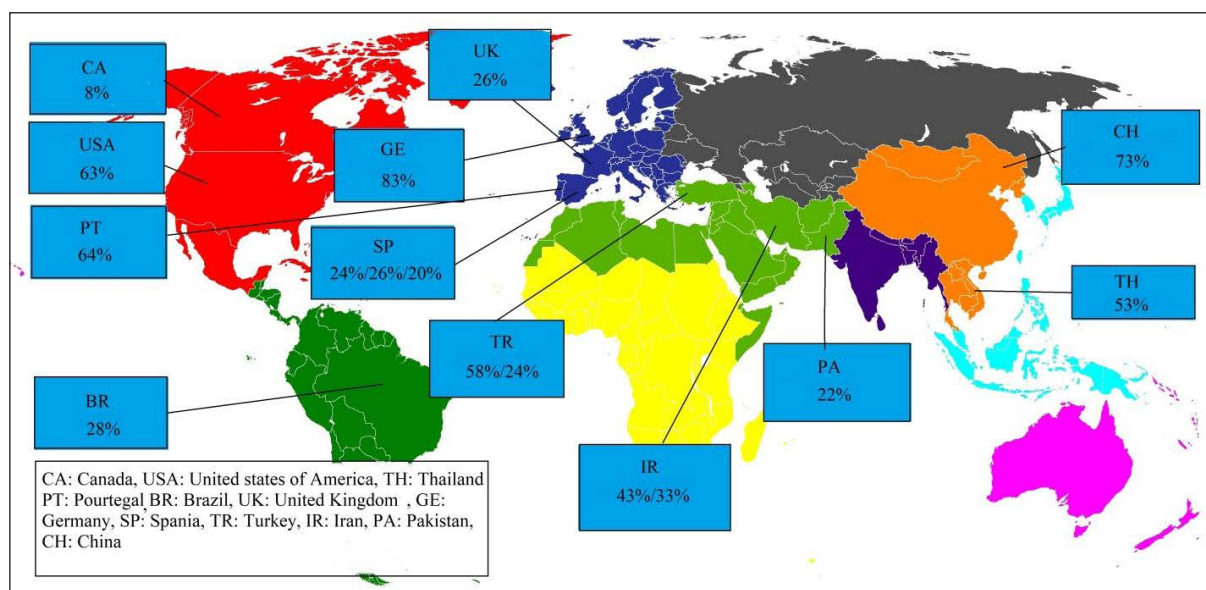 CA
8%
UK
26%
USA
63%
GE
83%
CH
73%
PT
64%
SP
24%/26%/20%
TH
53%
TR
58%/24%
PA
22%
BR
28%
IR
43%/33%
CA: Canada, USA: United states of America, TH: Thailand
PT: Pourtegal, BR: Brazil, UK: United Kingdom , GE:
Germany, SP: Spania, TR: Turkey, IR: Iran, PA: Pakistan,
CH: China